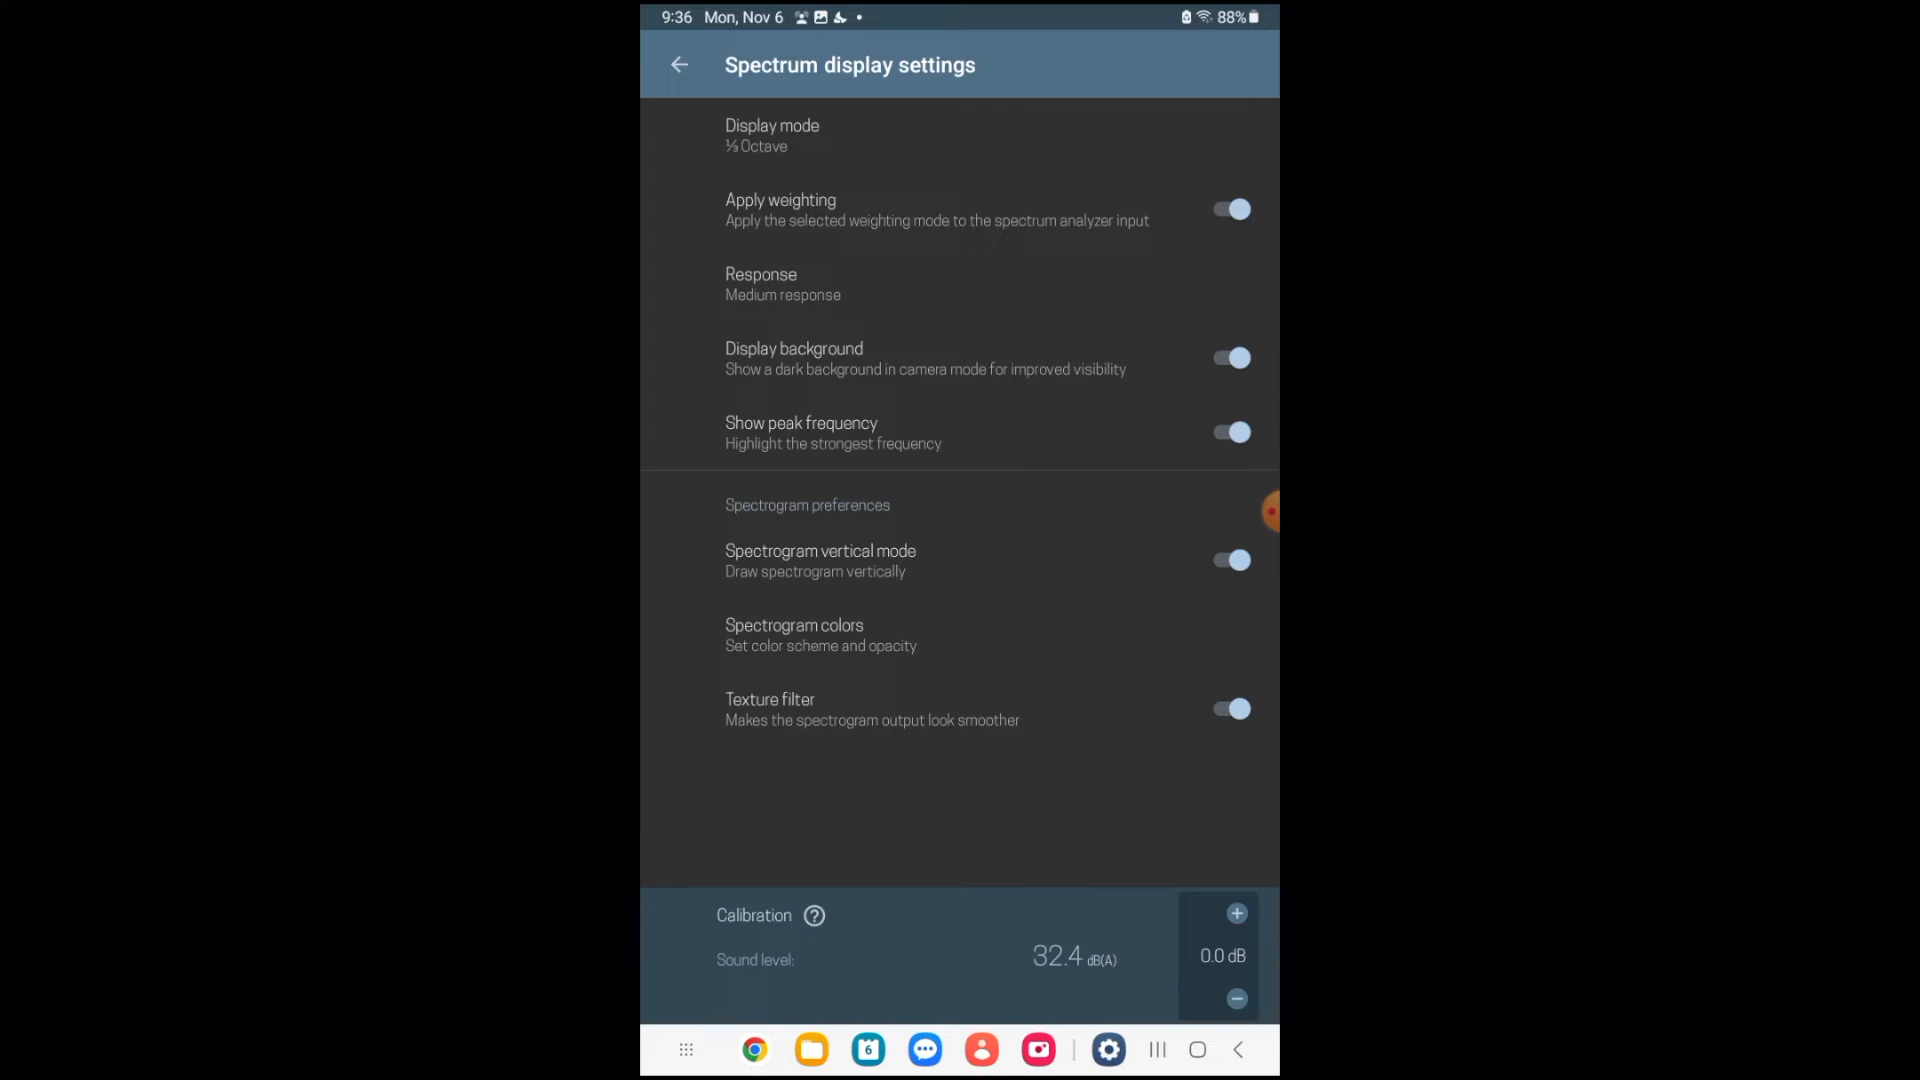 9:36 Mon, Nov 6
88%
Spectrum display settings
Display mode
⅓ Octave
Apply weighting
Apply the selected weighting mode to the spectrum analyzer input
Response
Medium response
Display background
Show a dark background in camera mode for improved visibility
Show peak frequency
Highlight the strongest frequency
Spectrogram preferences
Spectrogram vertical mode
Draw spectrogram vertically
Spectrogram colors
Set color scheme and opacity
Texture filter
Makes the spectrogram output look smoother
Calibration ?
Sound level: 32.4 dB(A)
0.0 dB
6